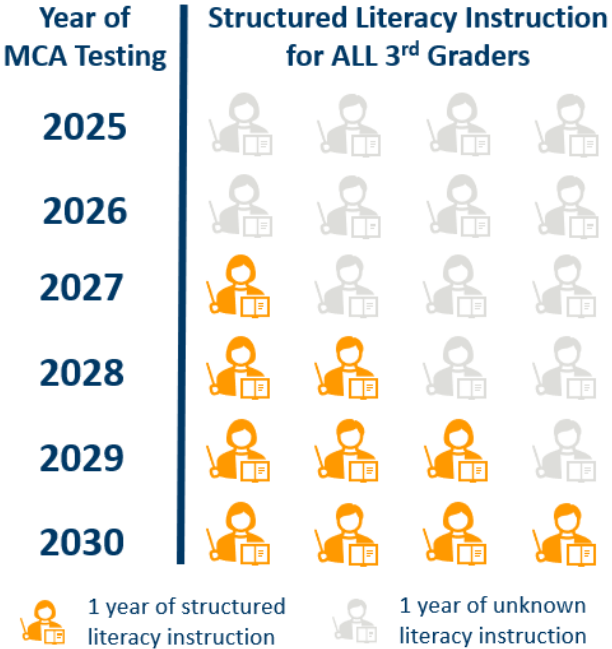 Year of
MCA Testing
Structured Literacy Instruction
for ALL 3rd Graders
2025
2026
2027
2028
2029
2030
1 year of structured
literacy instruction
1 year of unknown
literacy instruction